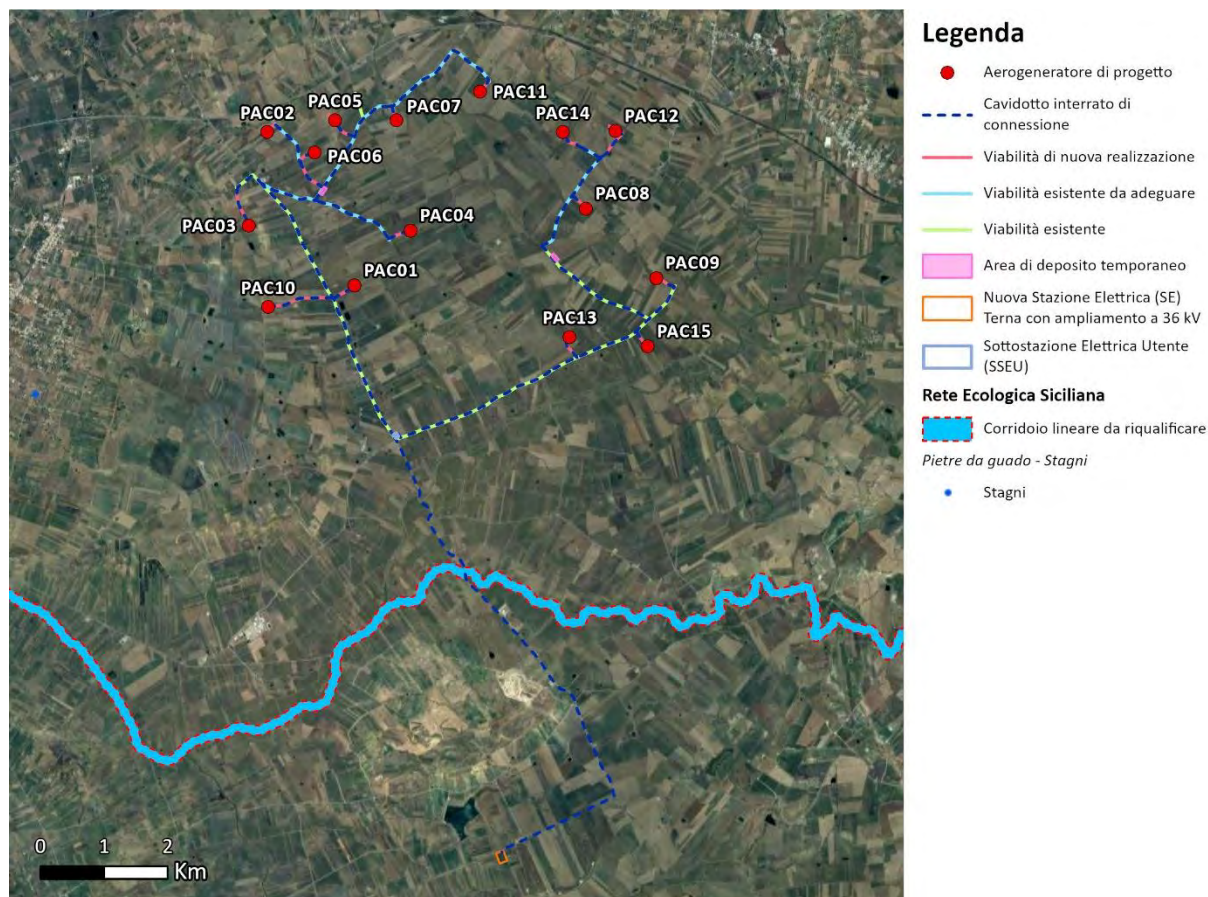 PAC11
PAC05
PAC07
PAC02
PAC14
PAC12
PAC06
PAC08
PAC03
PAC04
PAC09
PAC01
PAC10
PAC13
PAC15
0 1 2
Km
Legenda
Aerogeneratore di progetto
Cavidotto interrato di
connessione
Viabilità di nuova realizzazione
Viabilità esistente da adeguare
Viabilità esistente
Area di deposito temporaneo
Nuova Stazione Elettrica (SE)
Terna con ampliamento a 36 kV
Sottostazione Elettrica Utente
(SSEU)
Rete Ecologica Siciliana
Corridoio lineare da riqualificare
Pietre da guado - Stagni
Stagni